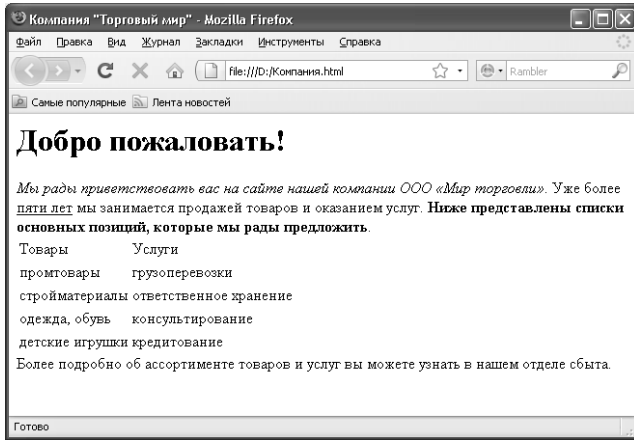 Компания "Торговый мир" - Mozilla Firefox
Файл Правка Вид Журнал Закладки Инструменты Справка
file:///D:/Компания.html Rambler
Самые популярные Лента новостей
Добро пожаловать!
Мы рады приветствовать вас на сайте нашей компании ООО «Мир торговли». Уже более
пяти лет мы занимается продажей товаров и оказанием услуг. Ниже представлены списки
основных позиций, которые мы рады предложить.
Товары Услуги
промтовары грузоперевозки
стройматериалы ответственное хранение
одежда, обувь консультирование
детские игрушки кредитование
Более подробно об ассортименте товаров и услуг вы можете узнать в нашем отделе сбыта.
Готово